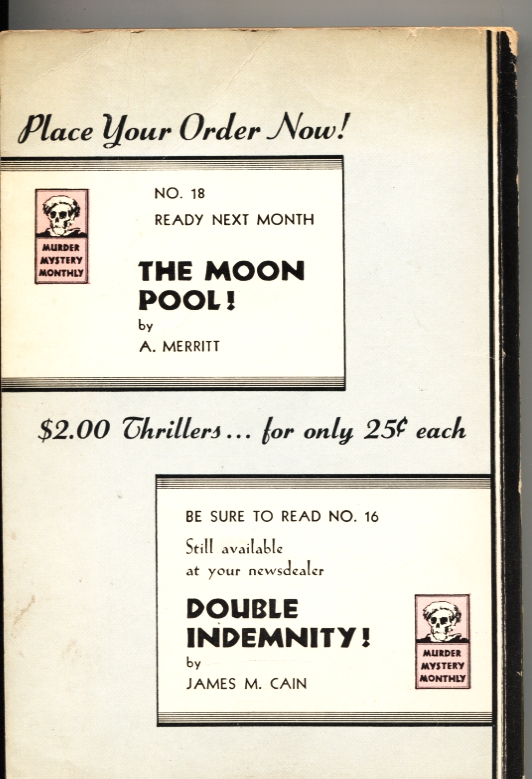 Place Your Order Now!
NO. 18
READY NEXT MONTH
MURDER
MYSTERY
MONTHLY
THE MOON
POOL!
by
A. MERRITT
$2.00 Thrillers... for only 25¢ each
BE SURE TO READ NO. 16
Still available
at your newsdealer
DOUBLE
INDEMNITY!
by
JAMES M. CAIN
MURDER
MYSTERY
MONTHLY